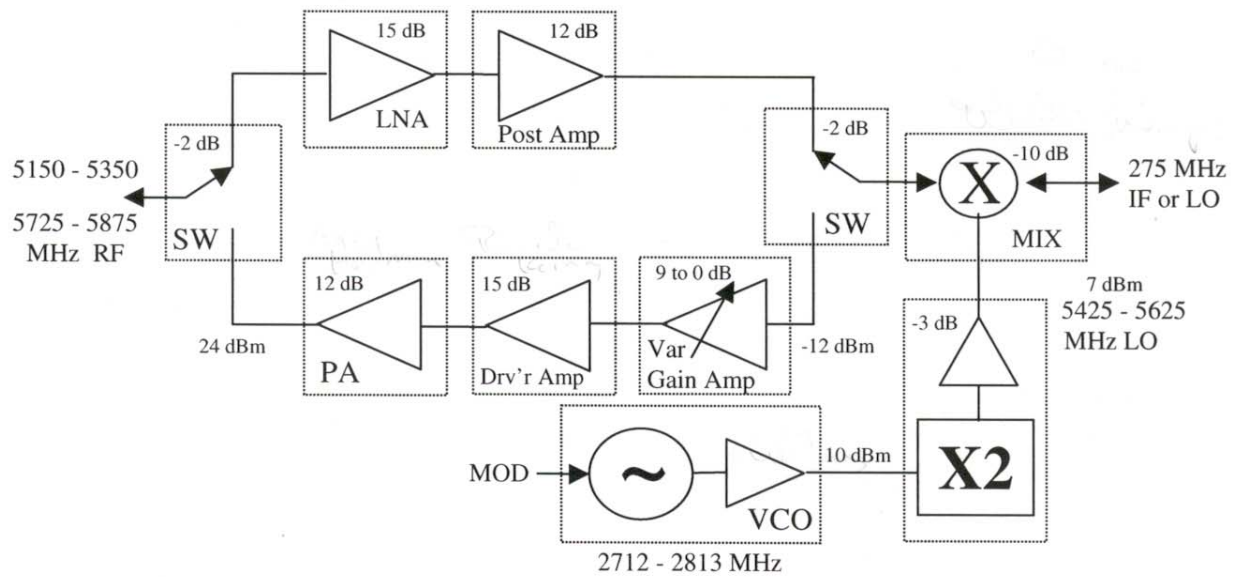 15 dB
12 dB
LNA
Post Amp
-2 dB
-2 dB
-10 dB
5150 - 5350
5725 - 5875
MHz RF
SW
SW
X
MIX
275 MHz
IF or LO
12 dB
15 dB
9 to 0 dB
7 dBm
5425 - 5625
MHz LO
-3 dB
24 dBm
-12 dBm
PA
Drv'r Amp
Var
Gain Amp
MOD
~
10 dBm
X2
VCO
2712 - 2813 MHz